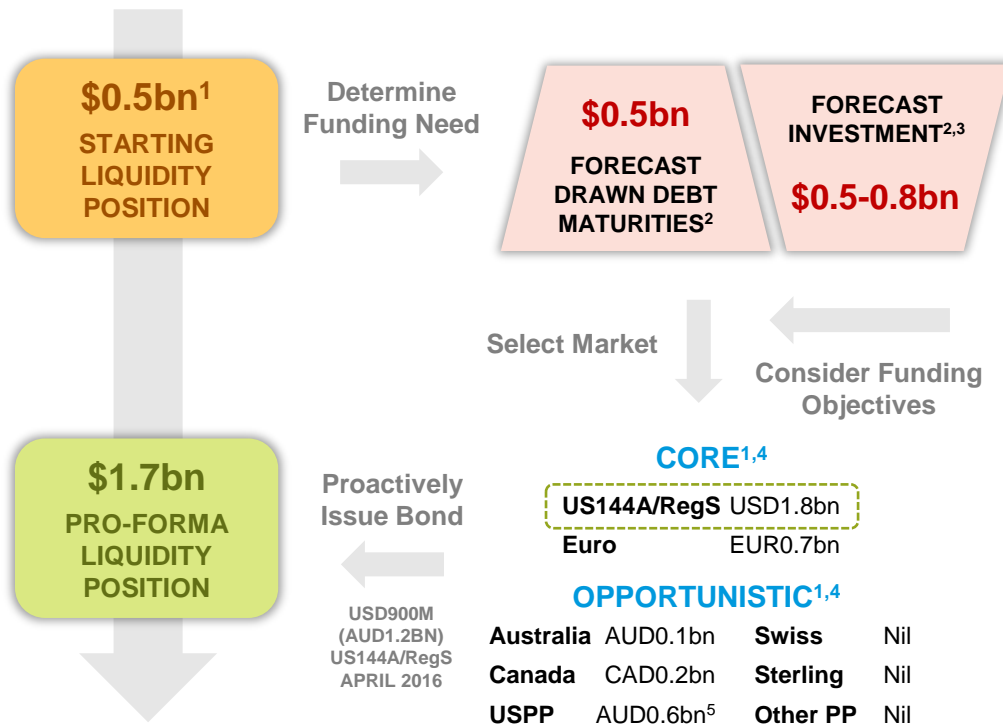 $0.5bn¹
STARTING
LIQUIDITY
POSITION
Determine
Funding Need
$0.5bn
FORECAST
DRAWN DEBT
MATURITIES²
FORECAST
INVESTMENT²,³
$0.5-0.8bn
Select Market
Consider Funding
Objectives
$1.7bn
PRO-FORMA
LIQUIDITY
POSITION
Proactively
Issue Bond
USD900M
(AUD1.2BN)
US144A/RegS
APRIL 2016
CORE¹,⁴
US144A/RegS USD1.8bn
Euro EUR0.7bn
OPPORTUNISTIC¹,⁴
Australia AUD0.1bn Swiss Nil
Canada CAD0.2bn Sterling Nil
USPP AUD0.6bn⁵ Other PP Nil